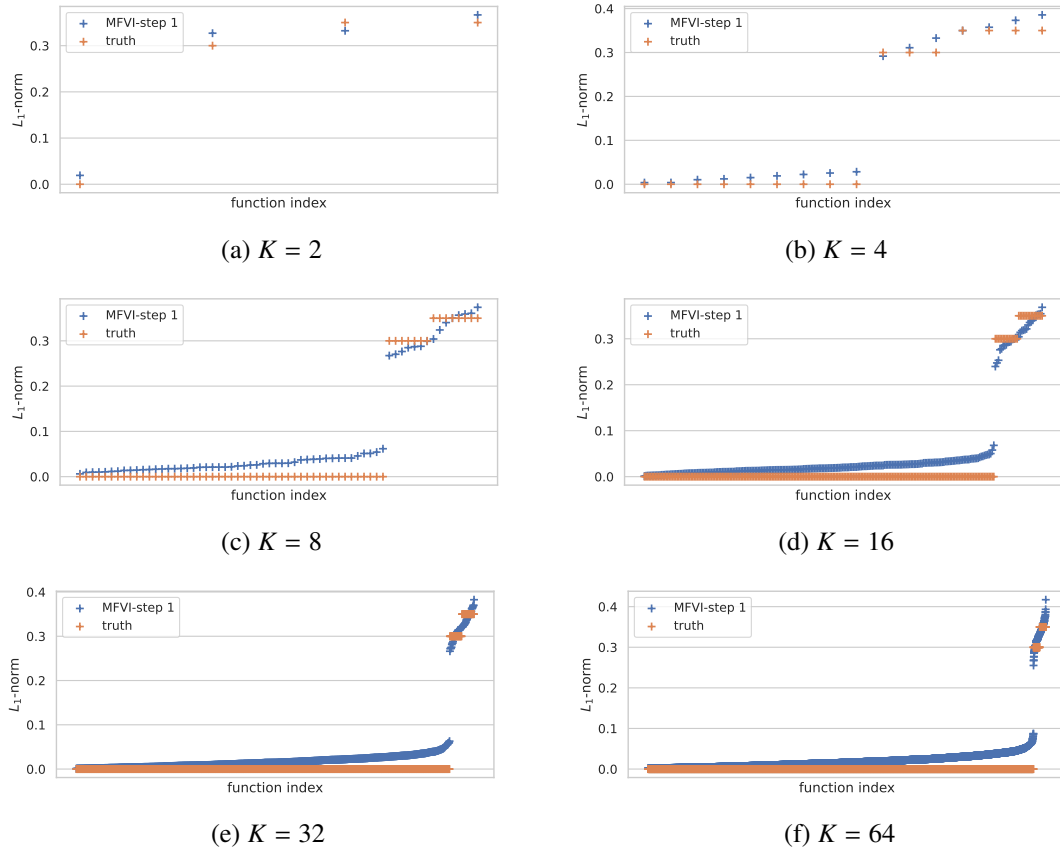 MFVI-step 1
truth
0.3
0.2
0.1
0.0
L₁-norm
function index
(a) K = 2
MFVI-step 1
truth
0.4
0.3
0.2
0.1
0.0
L₁-norm
function index
(b) K = 4
MFVI-step 1
truth
0.3
0.2
0.1
0.0
L₁-norm
function index
(c) K = 8
MFVI-step 1
truth
0.3
0.2
0.1
0.0
L₁-norm
function index
(d) K = 16
MFVI-step 1
truth
0.4
0.3
0.2
0.1
0.0
L₁-norm
function index
(e) K = 32
MFVI-step 1
truth
0.4
0.3
0.2
0.1
0.0
L₁-norm
function index
(f) K = 64